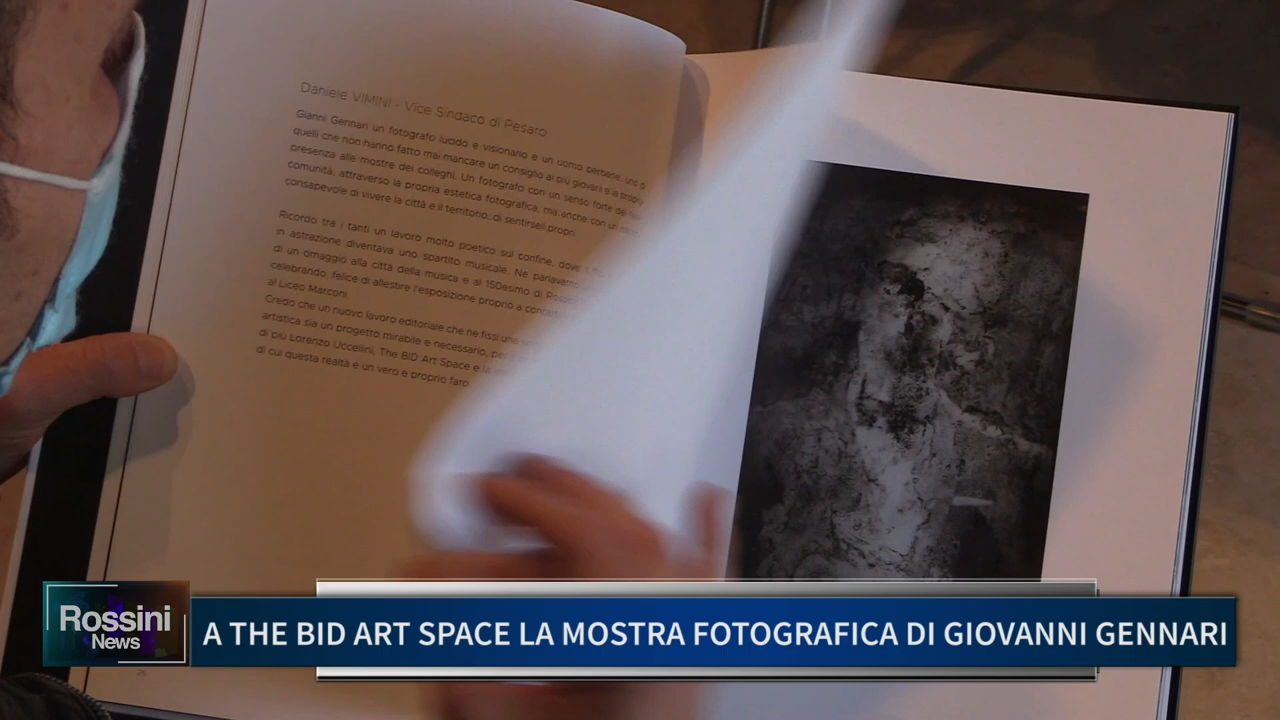 Daniele VIMINI - Vice Sindaco di Pesaro
Gianni Gennari un fotografo lucido e visionario e un uomo perbene, uno di
quelli che non hanno fatto mai mancare un consiglio ai più giovani e la propria
presenza alle mostre dei colleghi. Un fotografo con un senso forte del
comunità, attraverso la propria estetica fotografica, ma anche con un
consapevole di vivere la città e il territorio, di sentirseli propri.
Ricordo tra i tanti un lavoro molto poetico sul confine, dove
in astrazione diventava uno spartito musicale. Ne parlavamo
di un omaggio alla città della musica e al 150esimo di
celebrando, felice di allestire l'esposizione proprio a
al Liceo Marconi.
Credo che un nuovo lavoro editoriale che ne fissi una
artistica sia un progetto mirabile e necessario,
di più Lorenzo Uccellini, The BID Art Space e la
di cui questa realtà è un vero e proprio faro.
Rossini
News
A THE BID ART SPACE LA MOSTRA FOTOGRAFICA DI GIOVANNI GENNARI